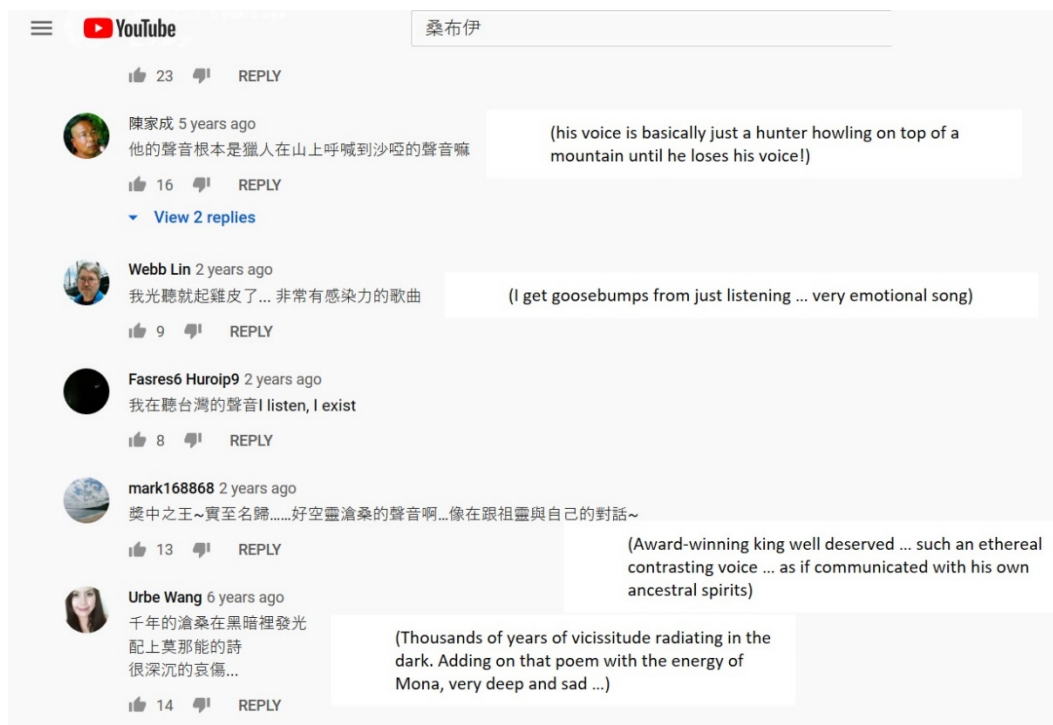 YouTube
桑布伊
23 REPLY
陳家成 5 years ago
他的聲音根本是獵人在山上呼喊到沙啞的聲音嘛
(his voice is basically just a hunter howling on top of a
mountain until he loses his voice!)
16 REPLY
View 2 replies
Webb Lin 2 years ago
我光聽就起雞皮了... 非常有感染力的歌曲
(I get goosebumps from just listening ... very emotional song)
9 REPLY
Fasres6 Huroip9 2 years ago
我在聽台灣的聲音I listen, I exist
8 REPLY
mark168868 2 years ago
獎中之王~實至名歸......好空靈滄桑的聲音啊...像在跟祖靈與自己的對話~
13 REPLY
(Award-winning king well deserved ... such an ethereal
contrasting voice ... as if communicated with his own
ancestral spirits)
Urbe Wang 6 years ago
千年的滄桑在黑暗裡發光
配上莫那能的詩
很深沉的哀傷...
(Thousands of years of vicissitude radiating in the
dark. Adding on that poem with the energy of
Mona, very deep and sad ...)
14 REPLY